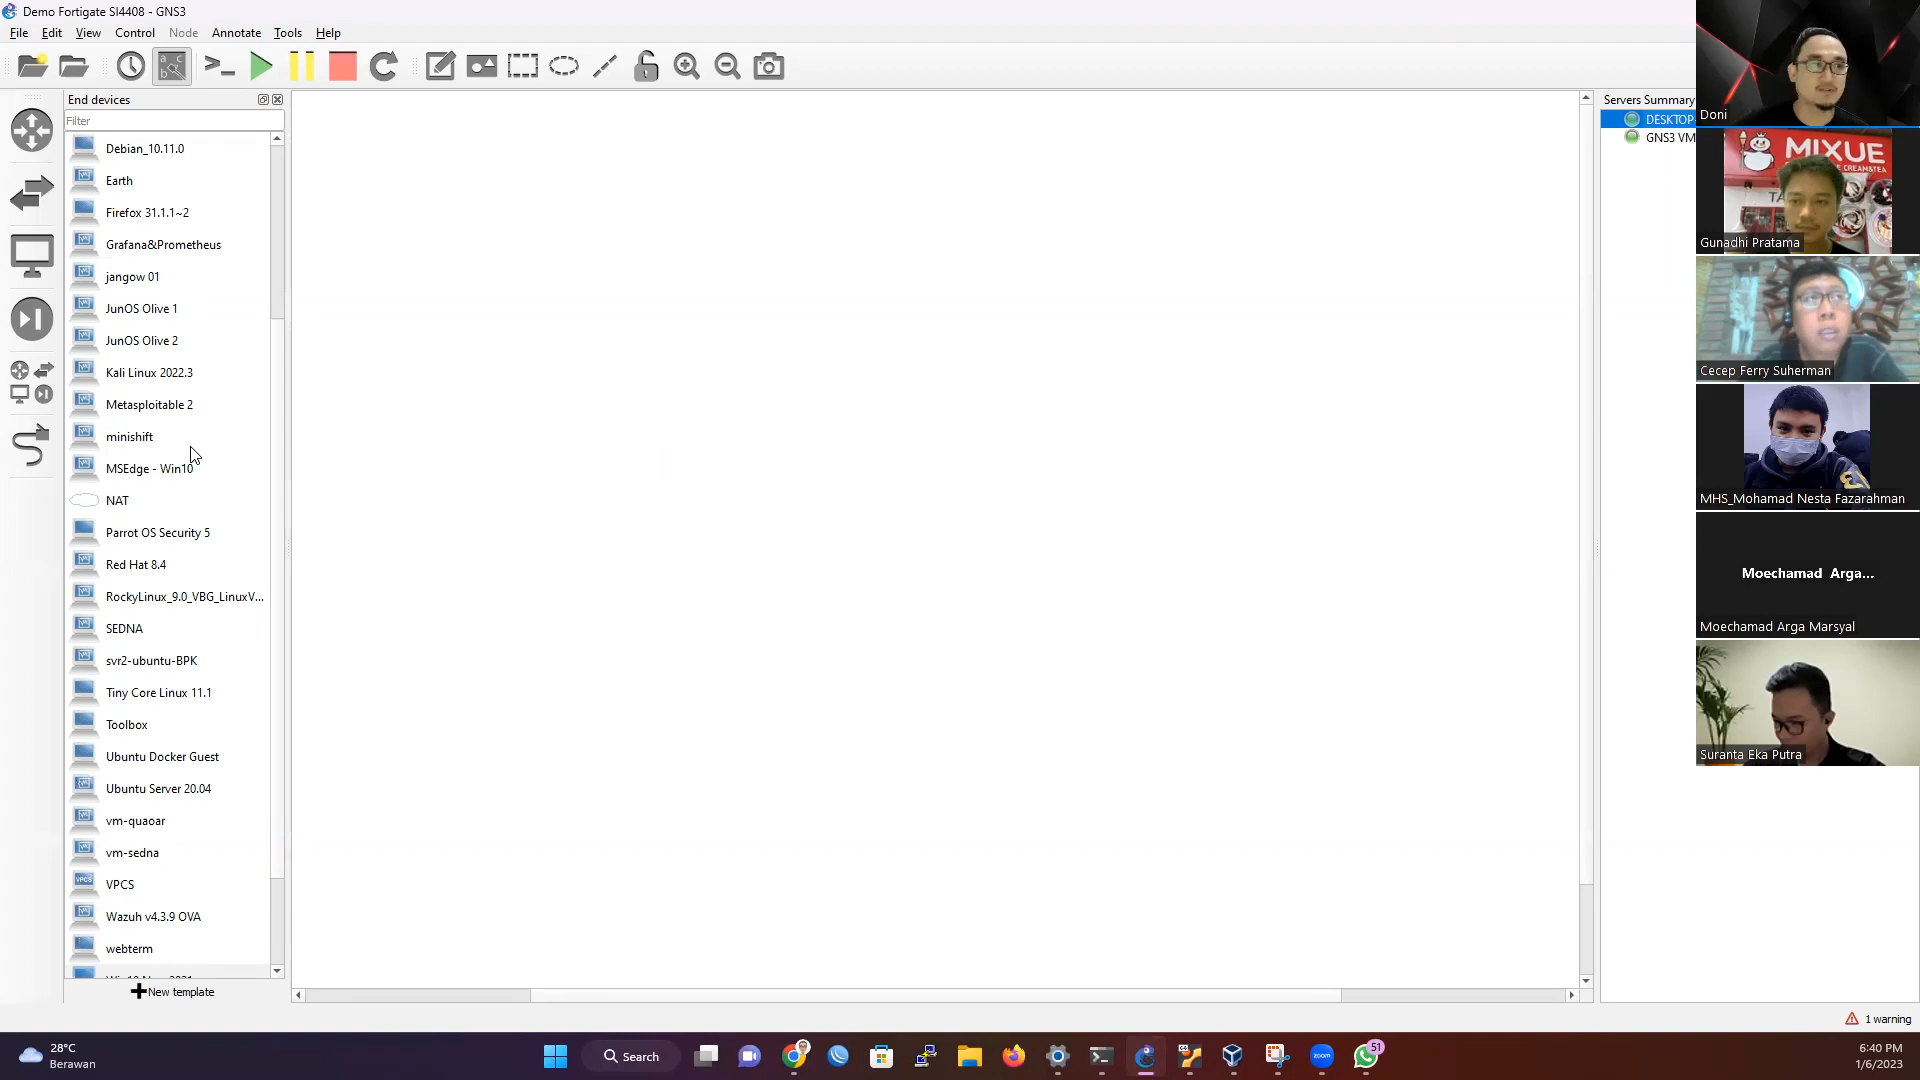 Demo Fortigate SI4408 - GNS3
File Edit View Control Node Annotate Tools Help
End devices
Filter
Debian_10.11.0
Earth
Firefox 31.1.1~2
Grafana&Prometheus
jangow 01
JunOS Olive 1
JunOS Olive 2
Kali Linux 2022.3
Metasploitable 2
minishift
MSEdge - Win10
NAT
Parrot OS Security 5
Red Hat 8.4
RockyLinux_9.0_VBG_LinuxV...
SEDNA
svr2-ubuntu-BPK
Tiny Core Linux 11.1
Toolbox
Ubuntu Docker Guest
Ubuntu Server 20.04
vm-quaoar
vm-sedna
VPCS
VPCS
Wazuh v4.3.9 OVA
webterm
New template
Servers Summary
DESKTOP
GNS3 VM
Doni
MIXUE
Gunadhi Pratama
Cecep Ferry Suherman
MHS_Mohamad Nesta Fazarahman
Moechamad Arga...
Moechamad Arga Marsyal
Suranta Eka Putra
1 warning
28°C
Berawan
Search
zoom
51
6:40 PM
1/6/2023